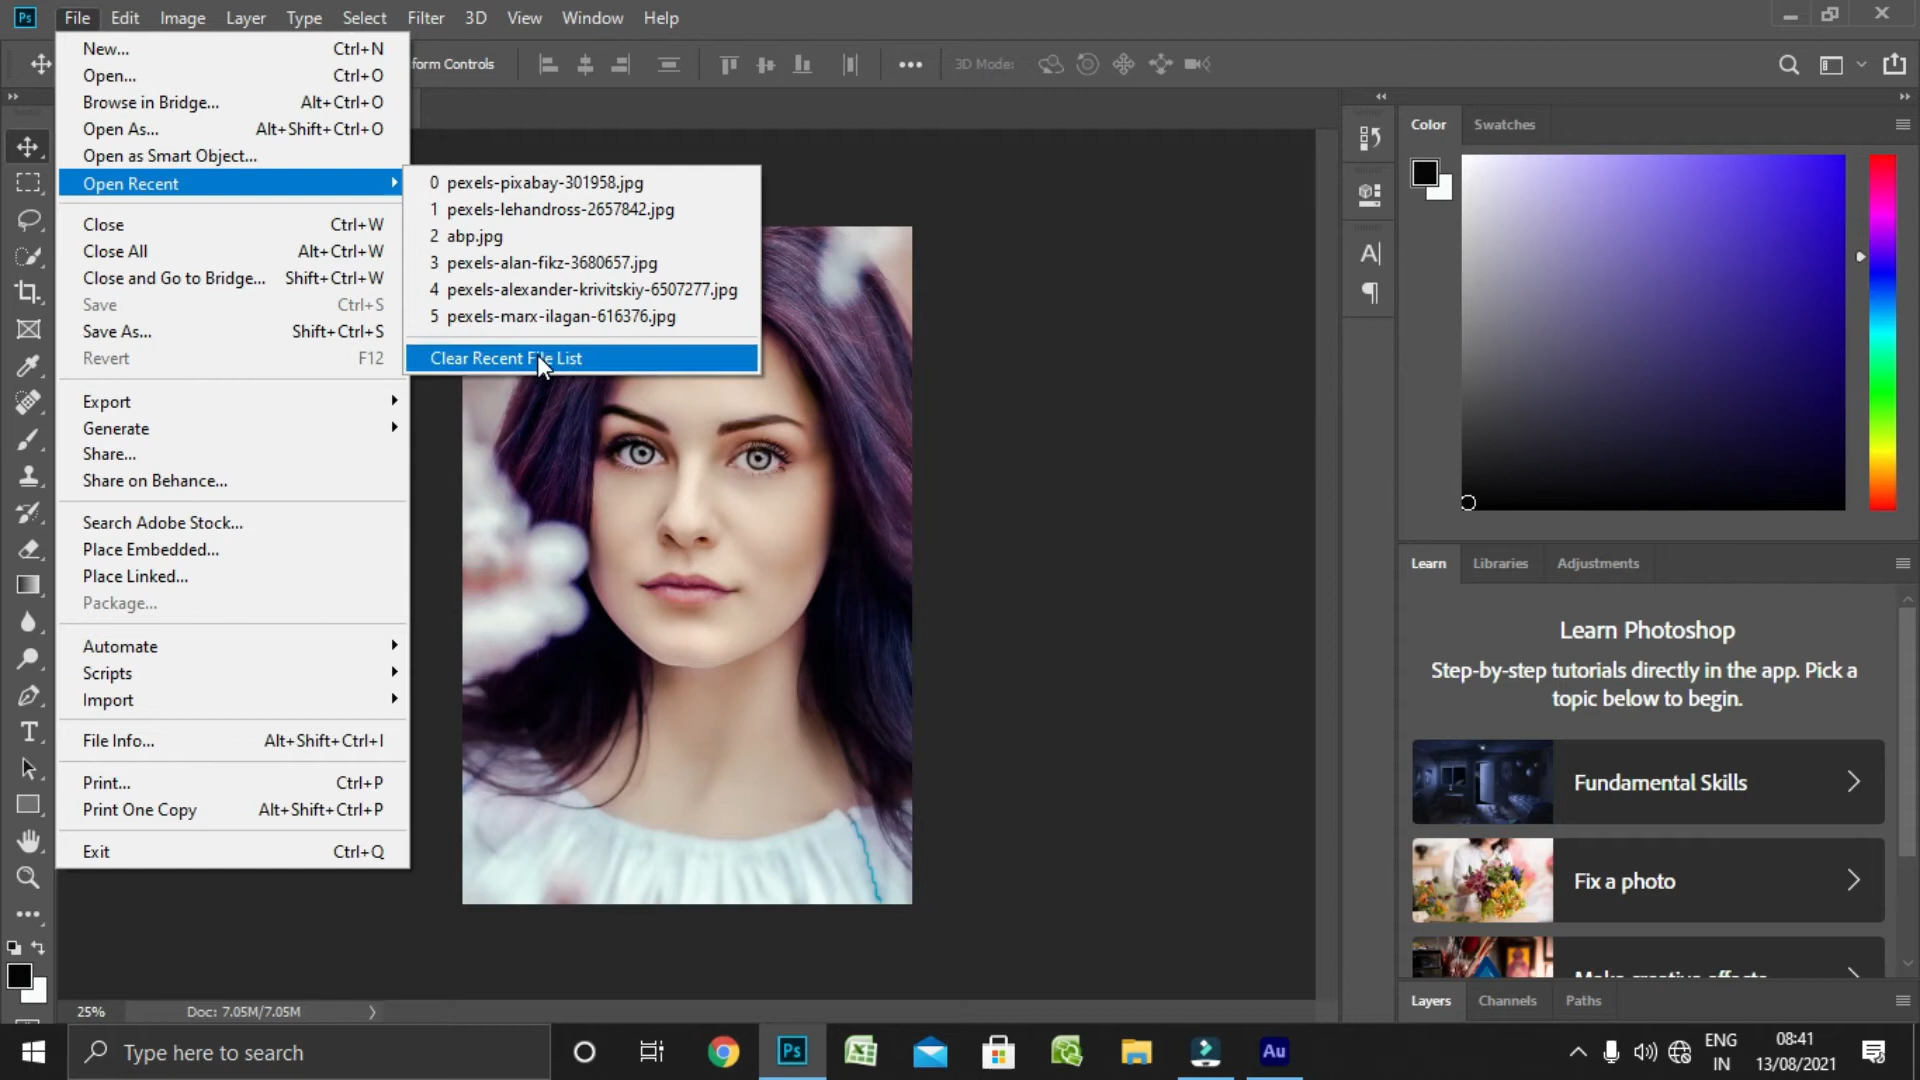 Ps File Edit Image Layer Type Select Filter 3D View Window Help
form Controls
3D Mode:
New... Ctrl+N
Open... Ctrl+O
Browse in Bridge... Alt+Ctrl+O
Open As... Alt+Shift+Ctrl+O
Open as Smart Object...
Open Recent
Close Ctrl+W
Close All Alt+Ctrl+W
Close and Go to Bridge... Shift+Ctrl+W
Save Ctrl+S
Save As... Shift+Ctrl+S
Revert F12
Export
Generate
Share...
Share on Behance...
Search Adobe Stock...
Place Embedded...
Place Linked...
Package...
Automate
Scripts
Import
File Info... Alt+Shift+Ctrl+I
Print... Ctrl+P
Print One Copy Alt+Shift+Ctrl+P
Exit Ctrl+Q
0 pexels-pixabay-301958.jpg
1 pexels-lehandross-2657842.jpg
2 abp.jpg
3 pexels-alan-fikz-3680657.jpg
4 pexels-alexander-krivitskiy-6507277.jpg
5 pexels-marx-ilagan-616376.jpg
Clear Recent File List
Color Swatches
Learn Libraries Adjustments
Learn Photoshop
Step-by-step tutorials directly in the app. Pick a
topic below to begin.
Fundamental Skills
Fix a photo
Make creative effects
Layers Channels Paths
25% Doc: 7.05M/7.05M
Type here to search
Ps
Au
ENG
IN
08:41
13/08/2021